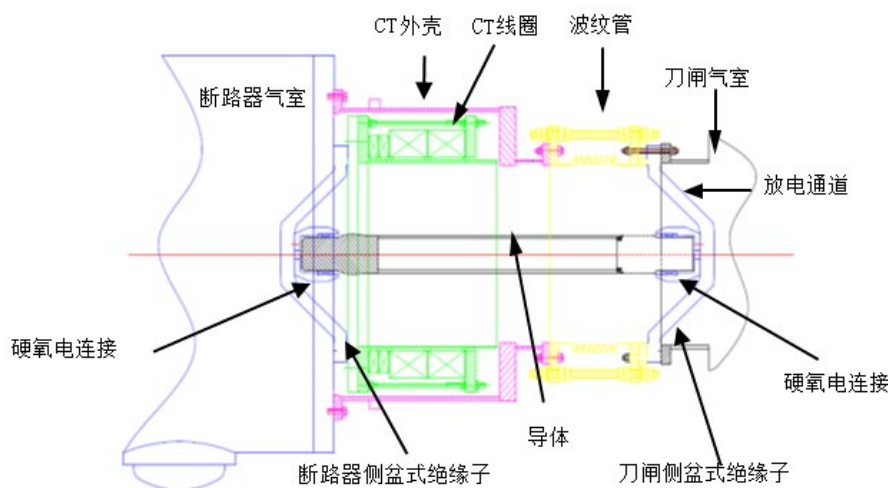 CT外壳
CT线圈
波纹管
刀闸气室
断路器气室
放电通道
硬氧电连接
硬氧电连接
导体
断路器侧盆式绝缘子
刀闸侧盆式绝缘子